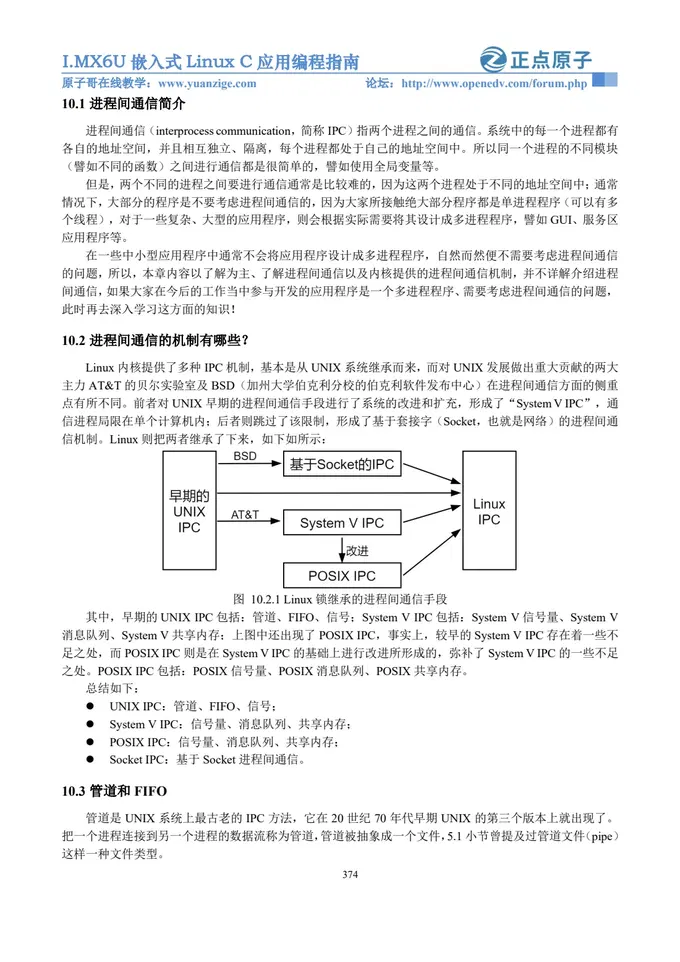 I.MX6U 嵌入式 Linux C 应用编程指南
正点原子
原子哥在线教学：www.yuanzige.com
论坛：http://www.openedv.com/forum.php
10.1 进程间通信简介
进程间通信（interprocess communication，简称 IPC）指两个进程之间的通信。系统中的每一个进程都有
各自的地址空间，并且相互独立、隔离，每个进程都处于自己的地址空间中。所以同一个进程的不同模块
（譬如不同的函数）之间进行通信都是很简单的，譬如使用全局变量等。
但是，两个不同的进程之间要进行通信通常是比较难的，因为这两个进程处于不同的地址空间中；通常
情况下，大部分的程序是不要考虑进程间通信的，因为大家所接触绝大部分程序都是单进程程序（可以有多
个线程），对于一些复杂、大型的应用程序，则会根据实际需要将其设计成多进程程序，譬如 GUI、服务区
应用程序等。
在一些中小型应用程序中通常不会将应用程序设计成多进程程序，自然而然便不需要考虑进程间通信
的问题，所以，本章内容以了解为主、了解进程间通信以及内核提供的进程间通信机制，并不详解介绍进程
间通信，如果大家在今后的工作当中参与开发的应用程序是一个多进程程序、需要考虑进程间通信的问题，
此时再去深入学习这方面的知识！
10.2 进程间通信的机制有哪些？
Linux 内核提供了多种 IPC 机制，基本是从 UNIX 系统继承而来，而对 UNIX 发展做出重大贡献的两大
主力 AT&T 的贝尔实验室及 BSD（加州大学伯克利分校的伯克利软件发布中心）在进程间通信方面的侧重
点有所不同。前者对 UNIX 早期的进程间通信手段进行了系统的改进和扩充，形成了“System V IPC”，通
信进程局限在单个计算机内；后者则跳过了该限制，形成了基于套接字（Socket，也就是网络）的进程间通
信机制。Linux 则把两者继承了下来，如下如所示：
BSD
基于Socket的IPC
早期的
UNIX
IPC
AT&T
System V IPC
Linux
IPC
改进
POSIX IPC
图 10.2.1 Linux 锁继承的进程间通信手段
其中，早期的 UNIX IPC 包括：管道、FIFO、信号；System V IPC 包括：System V 信号量、System V
消息队列、System V 共享内存；上图中还出现了 POSIX IPC，事实上，较早的 System V IPC 存在着一些不
足之处，而 POSIX IPC 则是在 System V IPC 的基础上进行改进所形成的，弥补了 System V IPC 的一些不足
之处。POSIX IPC 包括：POSIX 信号量、POSIX 消息队列、POSIX 共享内存。
总结如下：
● UNIX IPC：管道、FIFO、信号；
● System V IPC：信号量、消息队列、共享内存；
● POSIX IPC：信号量、消息队列、共享内存；
● Socket IPC：基于 Socket 进程间通信。
10.3 管道和 FIFO
管道是 UNIX 系统上最古老的 IPC 方法，它在 20 世纪 70 年代早期 UNIX 的第三个版本上就出现了。
把一个进程连接到另一个进程的数据流称为管道，管道被抽象成一个文件，5.1 小节曾提及过管道文件（pipe）
这样一种文件类型。
374